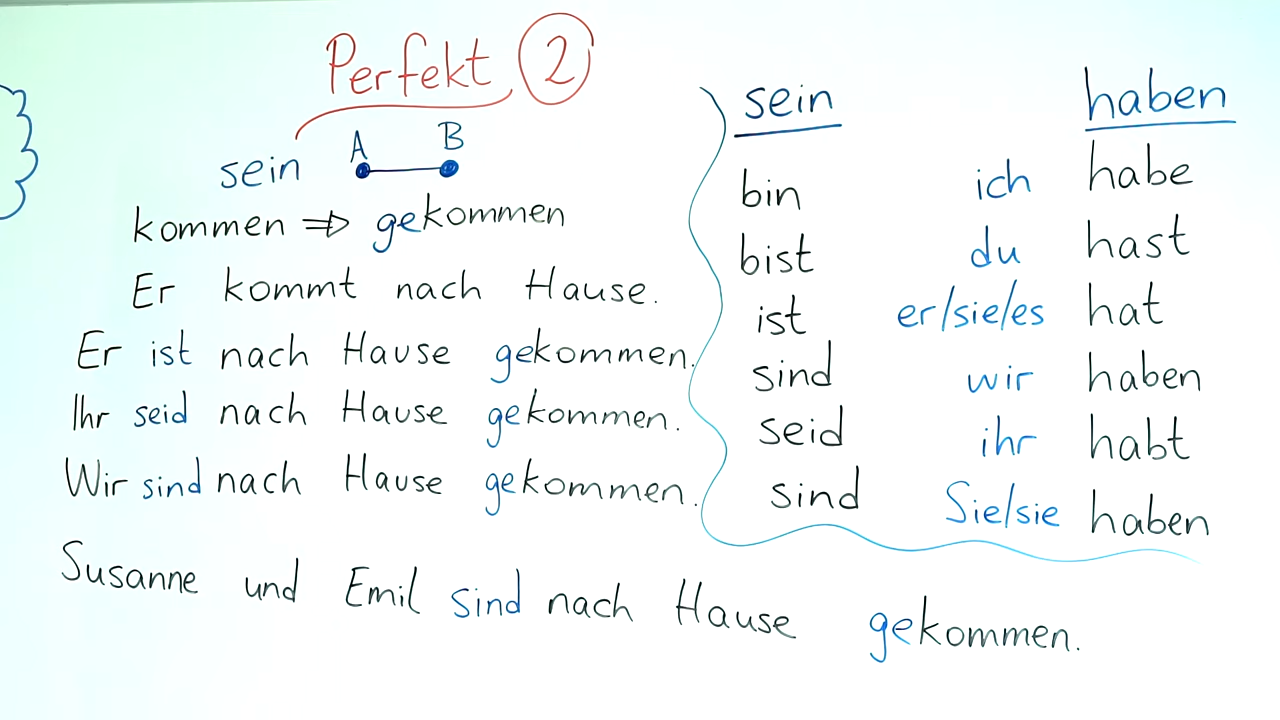 Perfekt 2
A B
sein
kommen ⇒ gekommen
Er kommt nach Hause.
Er ist nach Hause gekommen.
Ihr seid nach Hause gekommen.
Wir sind nach Hause gekommen.
Susanne und Emil sind nach Hause gekommen.
sein haben
bin ich habe
bist du hast
ist er/sie/es hat
sind wir haben
seid ihr habt
sind Sie/sie haben